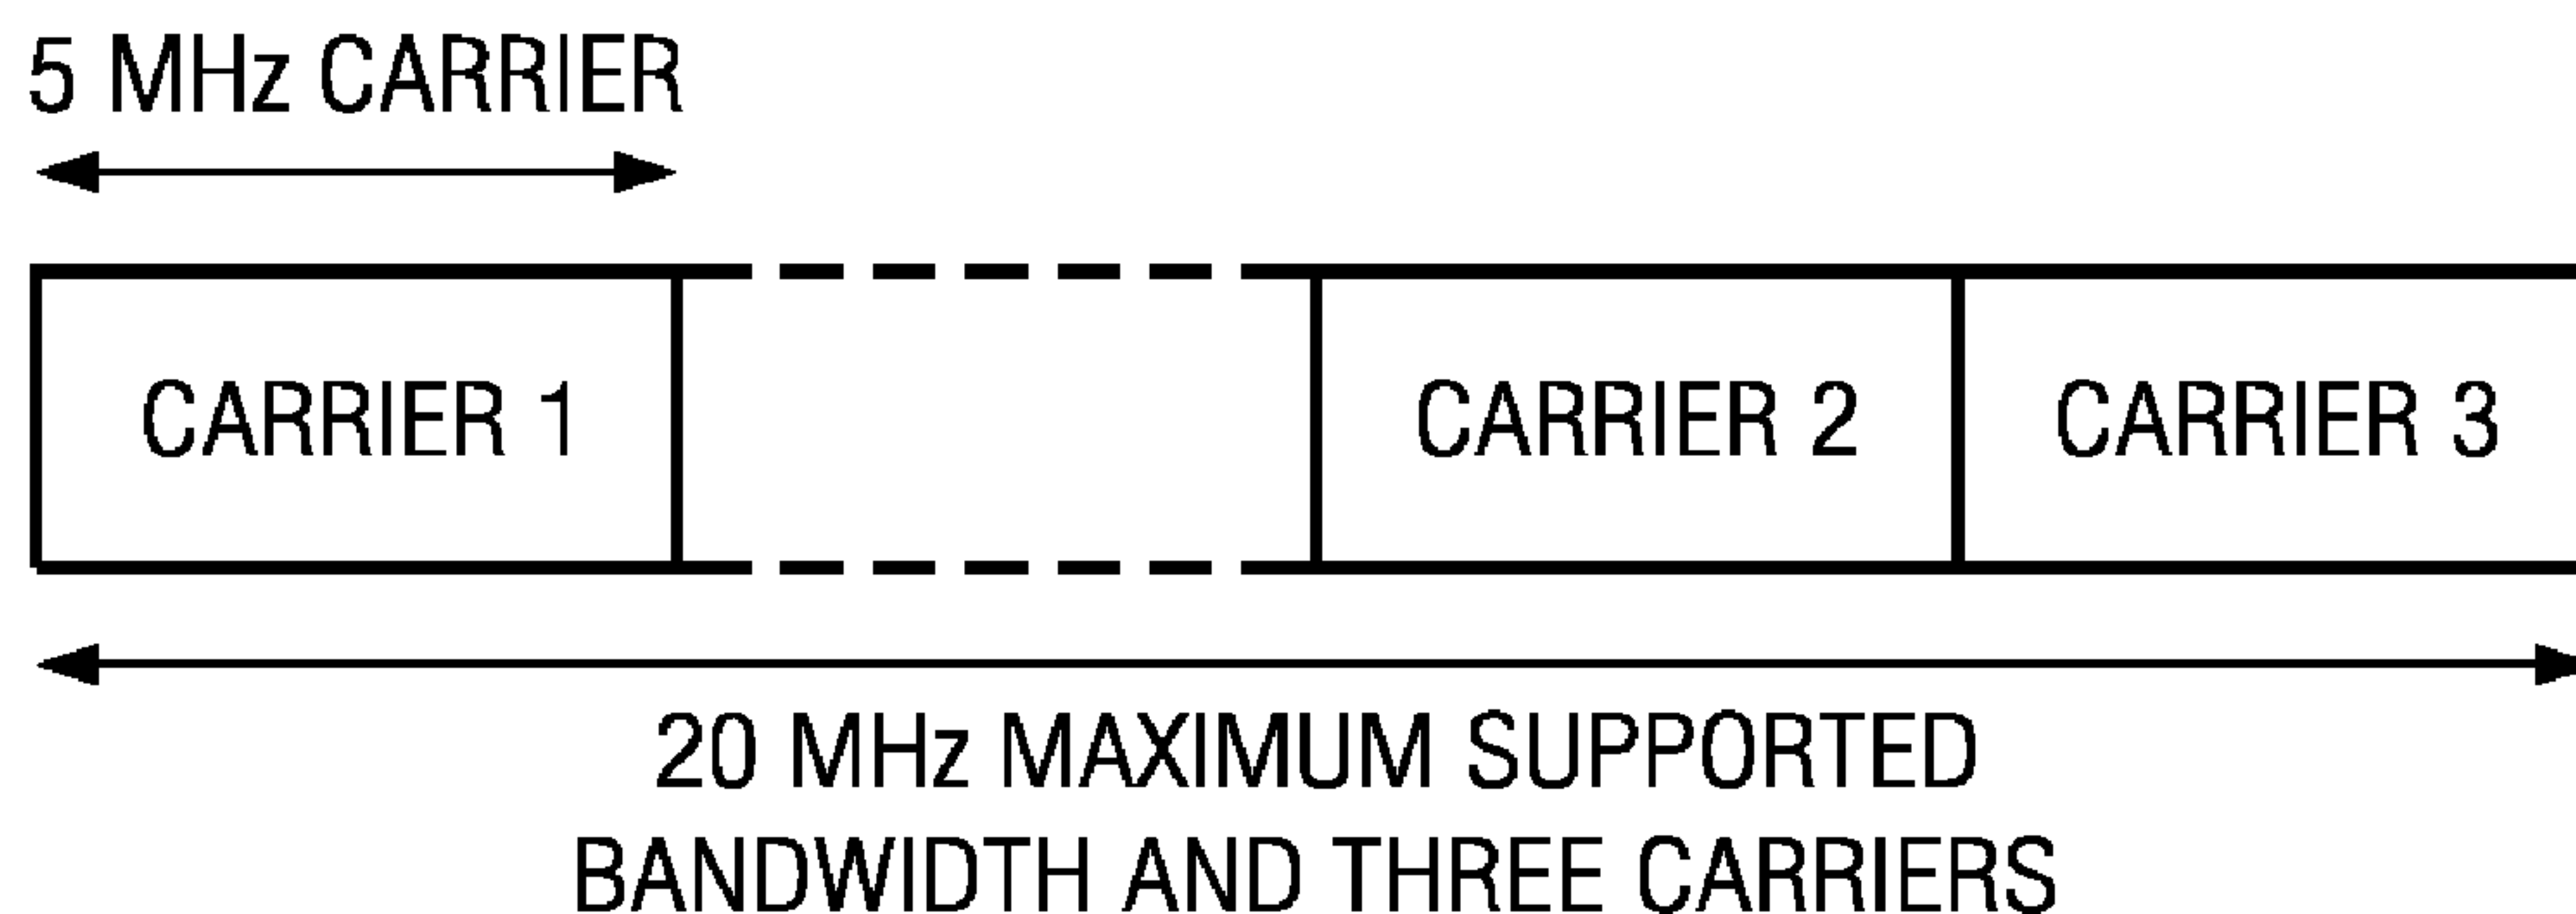 5 MHz CARRIER
CARRIER 1
CARRIER 2
CARRIER 3
20 MHz MAXIMUM SUPPORTED
BANDWIDTH AND THREE CARRIERS